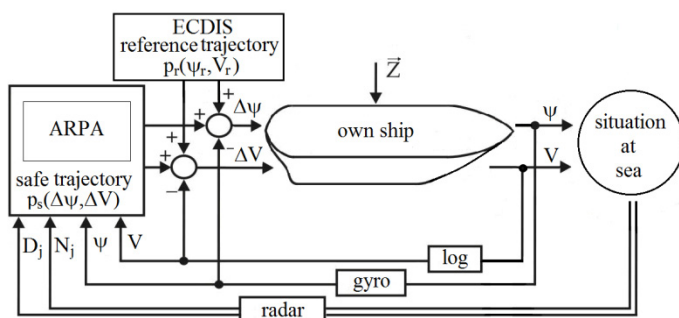 ECDIS
reference trajectory
pr(ψr,Vr)
ARPA
safe trajectory
ps(Δψ,ΔV)
+
+
Δψ
+
+
−
ΔV
−
Z⃗
own ship
ψ
V
situation
at
sea
Dj
Nj
ψ
V
log
gyro
radar